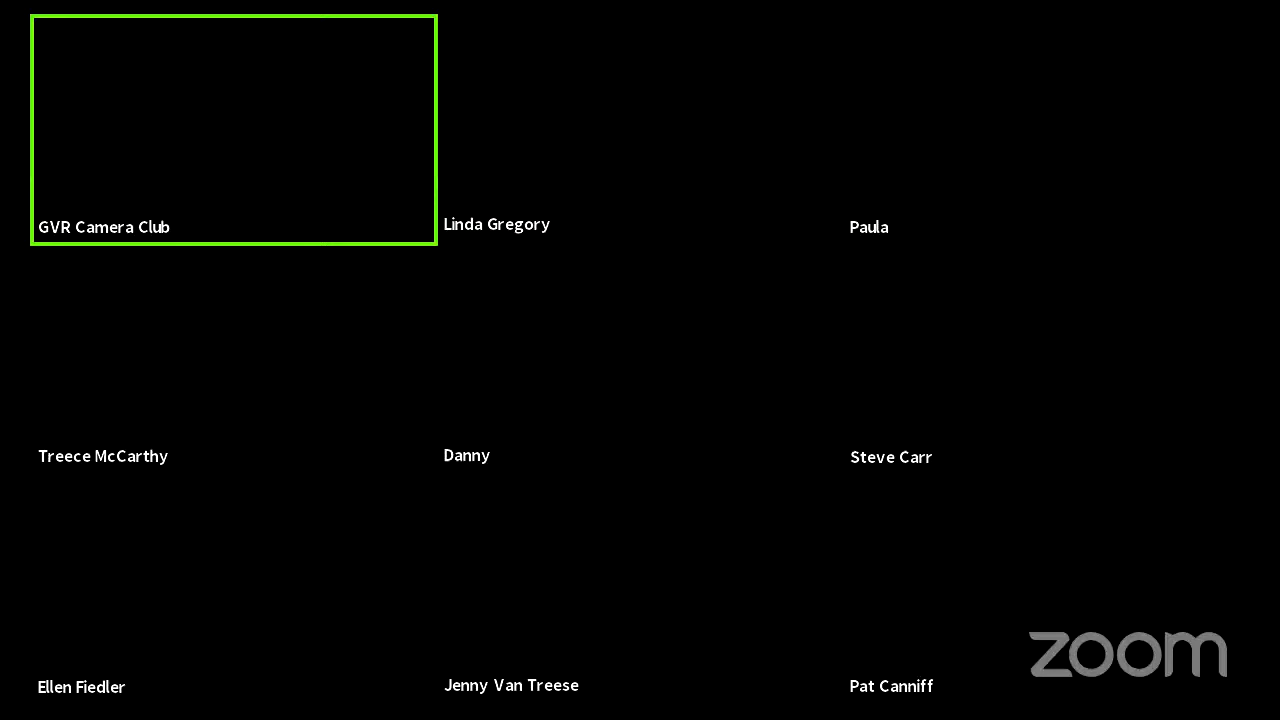 GVR Camera Club
Linda Gregory
Paula
Treece McCarthy
Danny
Steve Carr
Ellen Fiedler
Jenny Van Treese
Pat Canniff
zoom